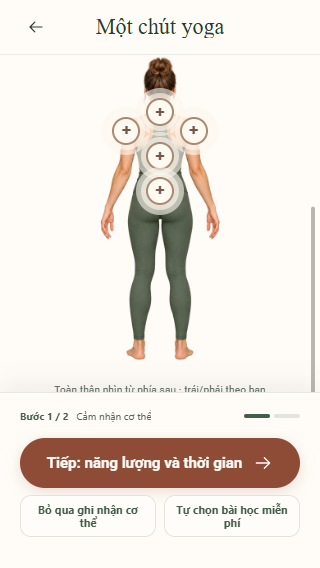 Một chút yoga
Toàn thân nhìn từ phía sau · trái/phải theo bạn
Bước 1 / 2 Cảm nhận cơ thể
Tiếp: năng lượng và thời gian
Bỏ qua ghi nhận cơ
thể
Tự chọn bài học miễn
phí